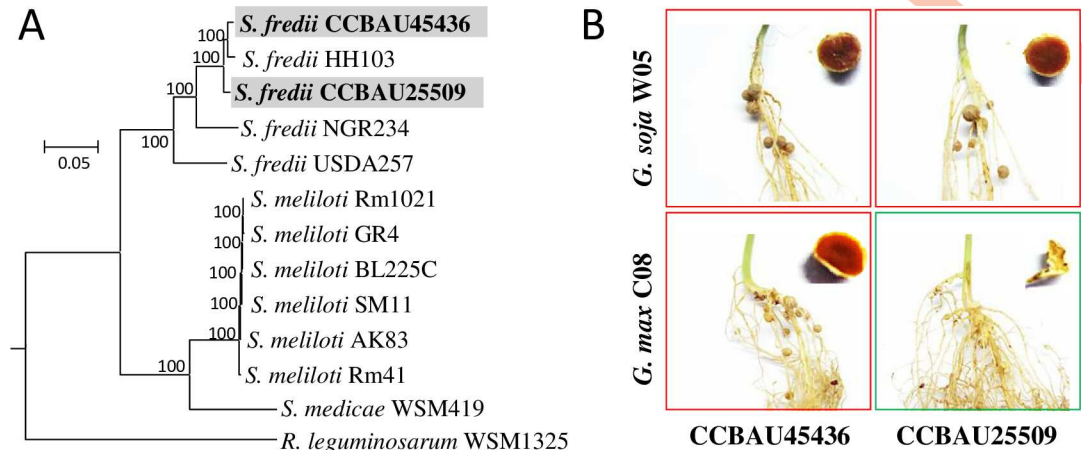 A
S. fredii CCBAU45436
100
S. fredii HH103
100
S. fredii CCBAU25509
100
S. fredii NGR234
100
S. fredii USDA257
0.05
S. meliloti Rm1021
100
S. meliloti GR4
100
S. meliloti BL225C
100
S. meliloti SM11
100
S. meliloti AK83
100
S. meliloti Rm41
100
S. medicae WSM419
R. leguminosarum WSM1325
B
G. soja W05
G. max C08
CCBAU45436 CCBAU25509